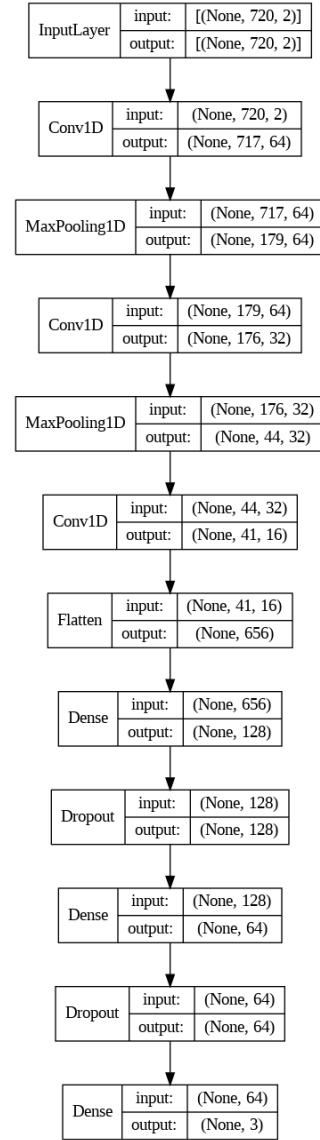 InputLayer
input: [(None, 720, 2)]
output: [(None, 720, 2)]
Conv1D
input: (None, 720, 2)
output: (None, 717, 64)
MaxPooling1D
input: (None, 717, 64)
output: (None, 179, 64)
Conv1D
input: (None, 179, 64)
output: (None, 176, 32)
MaxPooling1D
input: (None, 176, 32)
output: (None, 44, 32)
Conv1D
input: (None, 44, 32)
output: (None, 41, 16)
Flatten
input: (None, 41, 16)
output: (None, 656)
Dense
input: (None, 656)
output: (None, 128)
Dropout
input: (None, 128)
output: (None, 128)
Dense
input: (None, 128)
output: (None, 64)
Dropout
input: (None, 64)
output: (None, 64)
Dense
input: (None, 64)
output: (None, 3)